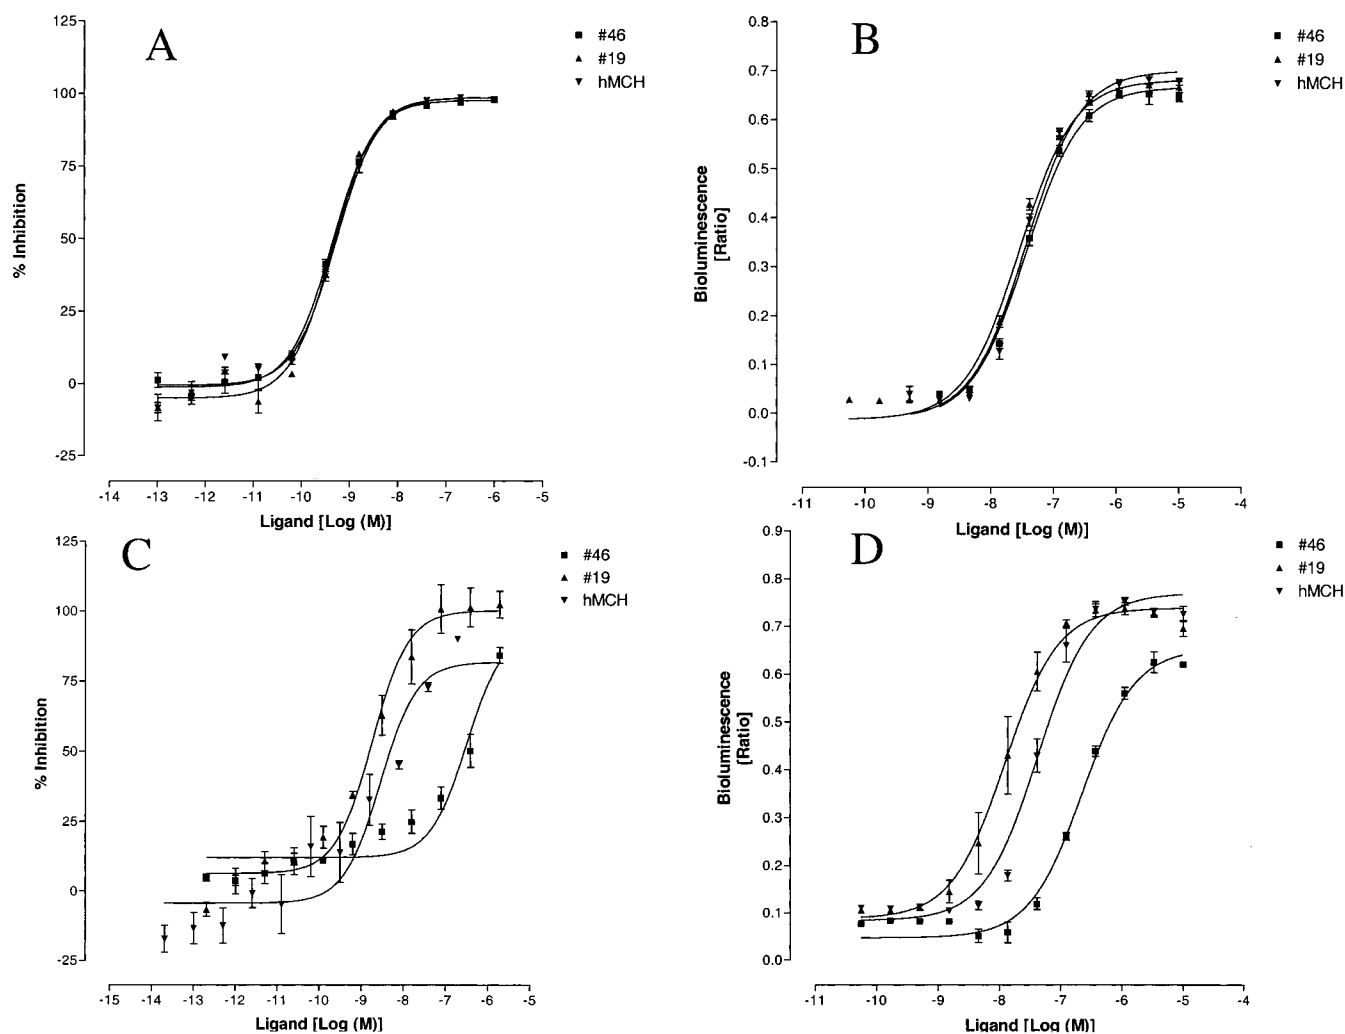 A
#46
#19
hMCH
125
100
75
50
25
0
-25
% Inhibition
-14 -13 -12 -11 -10 -9 -8 -7 -6 -5
Ligand [Log (M)]
B
#46
#19
hMCH
0.8
0.7
0.6
0.5
0.4
0.3
0.2
0.1
0.0
-0.1
Bioluminescence
[Ratio]
-11 -10 -9 -8 -7 -6 -5 -4
Ligand [Log (M)]
C
#46
#19
hMCH
125
100
75
50
25
0
-25
% Inhibition
-15 -14 -13 -12 -11 -10 -9 -8 -7 -6 -5
Ligand [Log (M)]
D
#46
#19
hMCH
0.9
0.8
0.7
0.6
0.5
0.4
0.3
0.2
0.1
0.0
Bioluminescence
[Ratio]
-11 -10 -9 -8 -7 -6 -5 -4
Ligand [Log (M)]